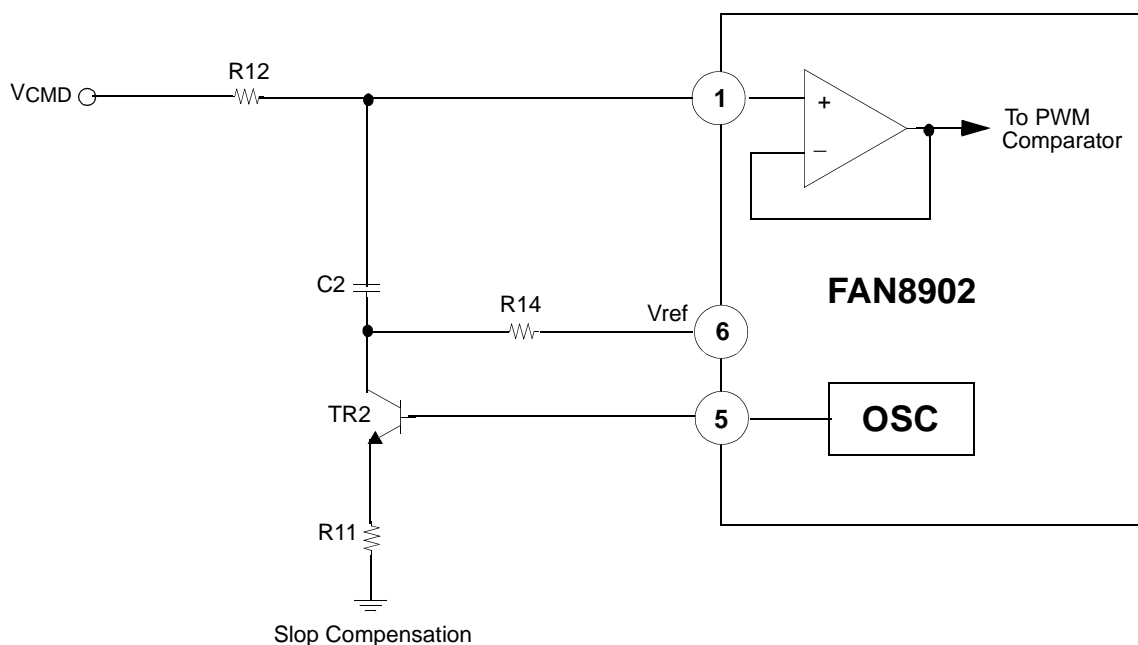 R12
VCMD
1
+
−
To PWM
Comparator
C2
R14
Vref
6
FAN8902
TR2
5
OSC
R11
Slop Compensation